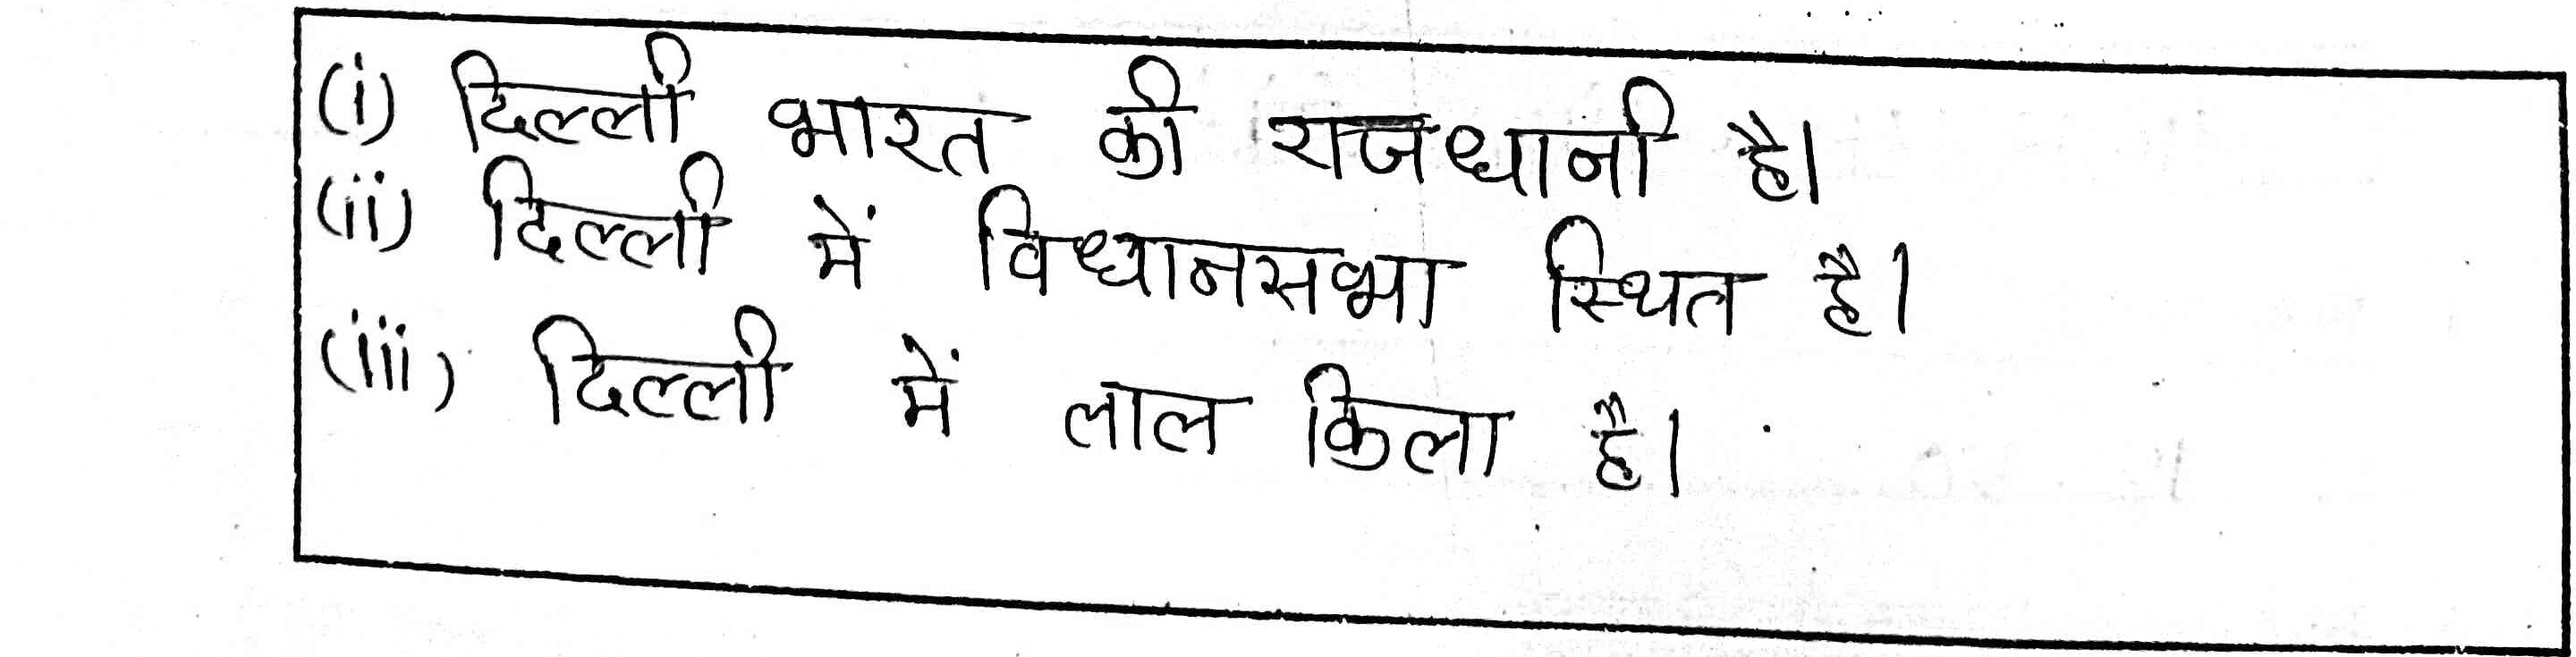 (i) दिल्ली भारत की राजधानी है।
(ii) दिल्ली में विधानसभा स्थित है।
(iii) दिल्ली में लाल किला है।